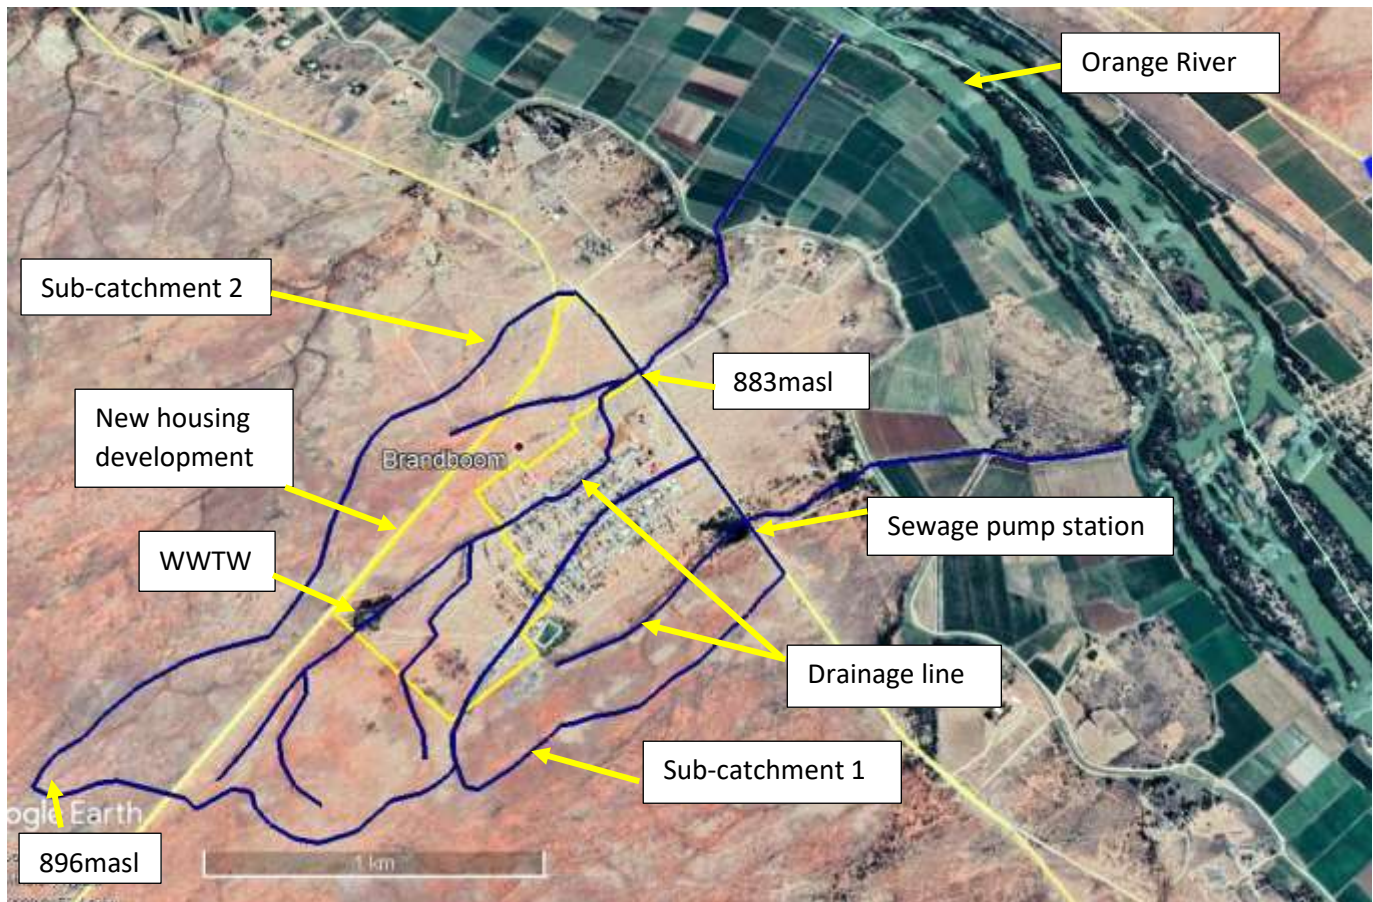 Orange River
Sub-catchment 2
883masl
New housing
development
Brandboom
Sewage pump station
WWTW
Drainage line
Sub-catchment 1
ogle Earth
896masl
1 km